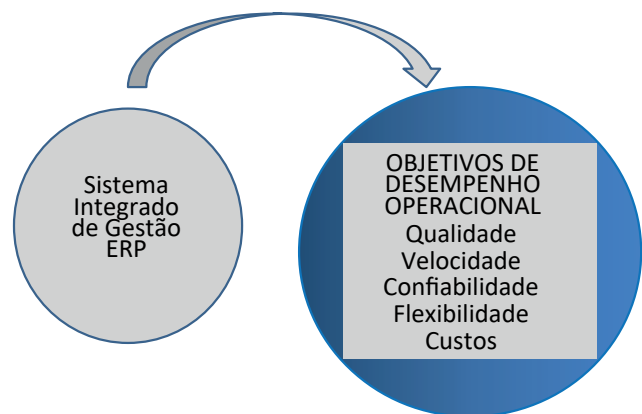 Sistema
Integrado
de Gestão
ERP
OBJETIVOS DE
DESEMPENHO
OPERACIONAL
Qualidade
Velocidade
Confiabilidade
Flexibilidade
Custos